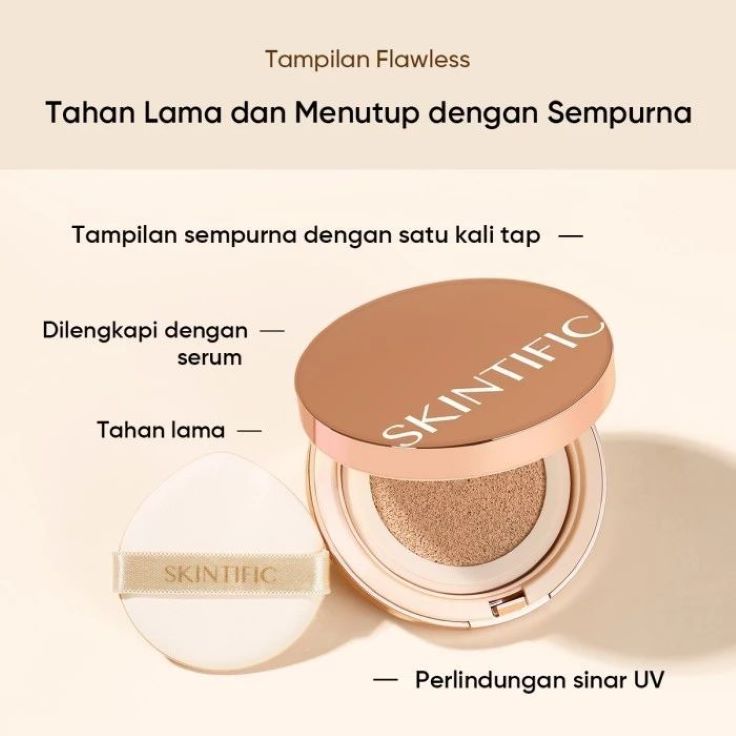 Tampilan Flawless
Tahan Lama dan Menutup dengan Sempurna
Tampilan sempurna dengan satu kali tap
Dilengkapi dengan
serum
SKINTIFIC
Tahan lama
SKINTIFIC
Perlindungan sinar UV